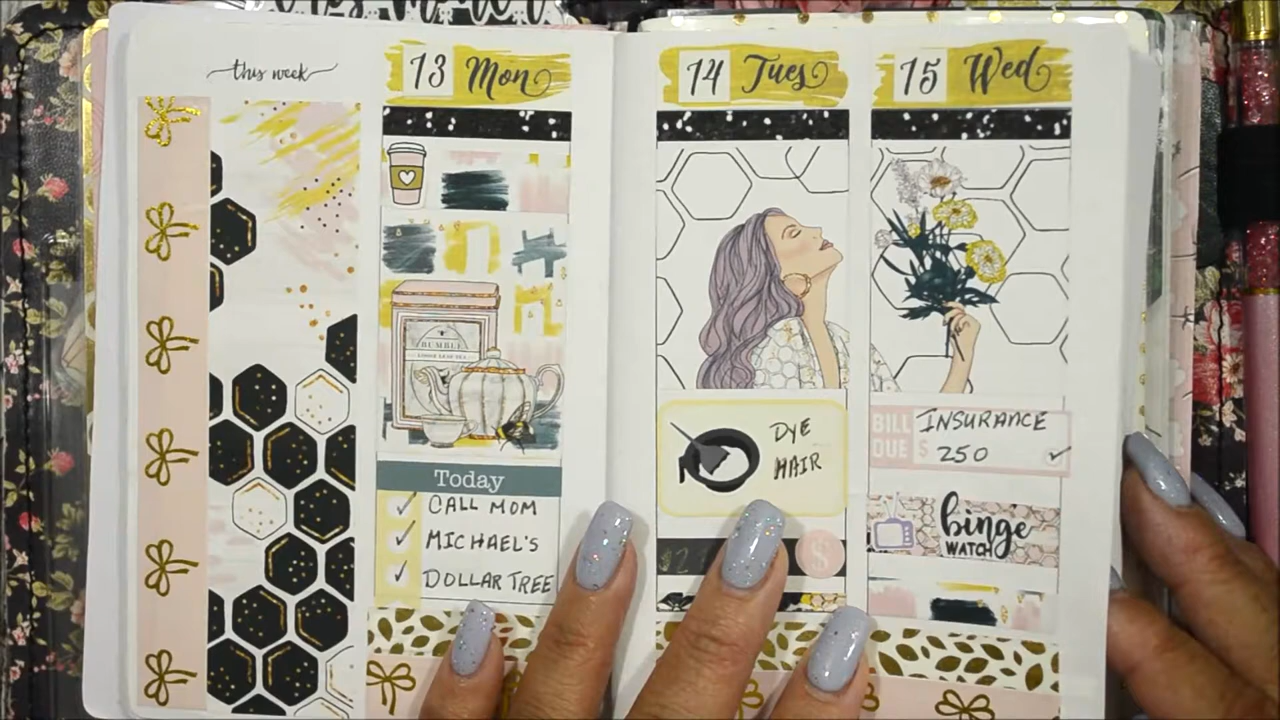 this week
13 Mon
BUMBLE
LOOSE LEAF TEA
Today
CALL MOM
MICHAEL'S
DOLLAR TREE
14 Tues
DYE
HAIR
$2
$
15 Wed
BILL DUE $
INSURANCE
250
binge
WATCH